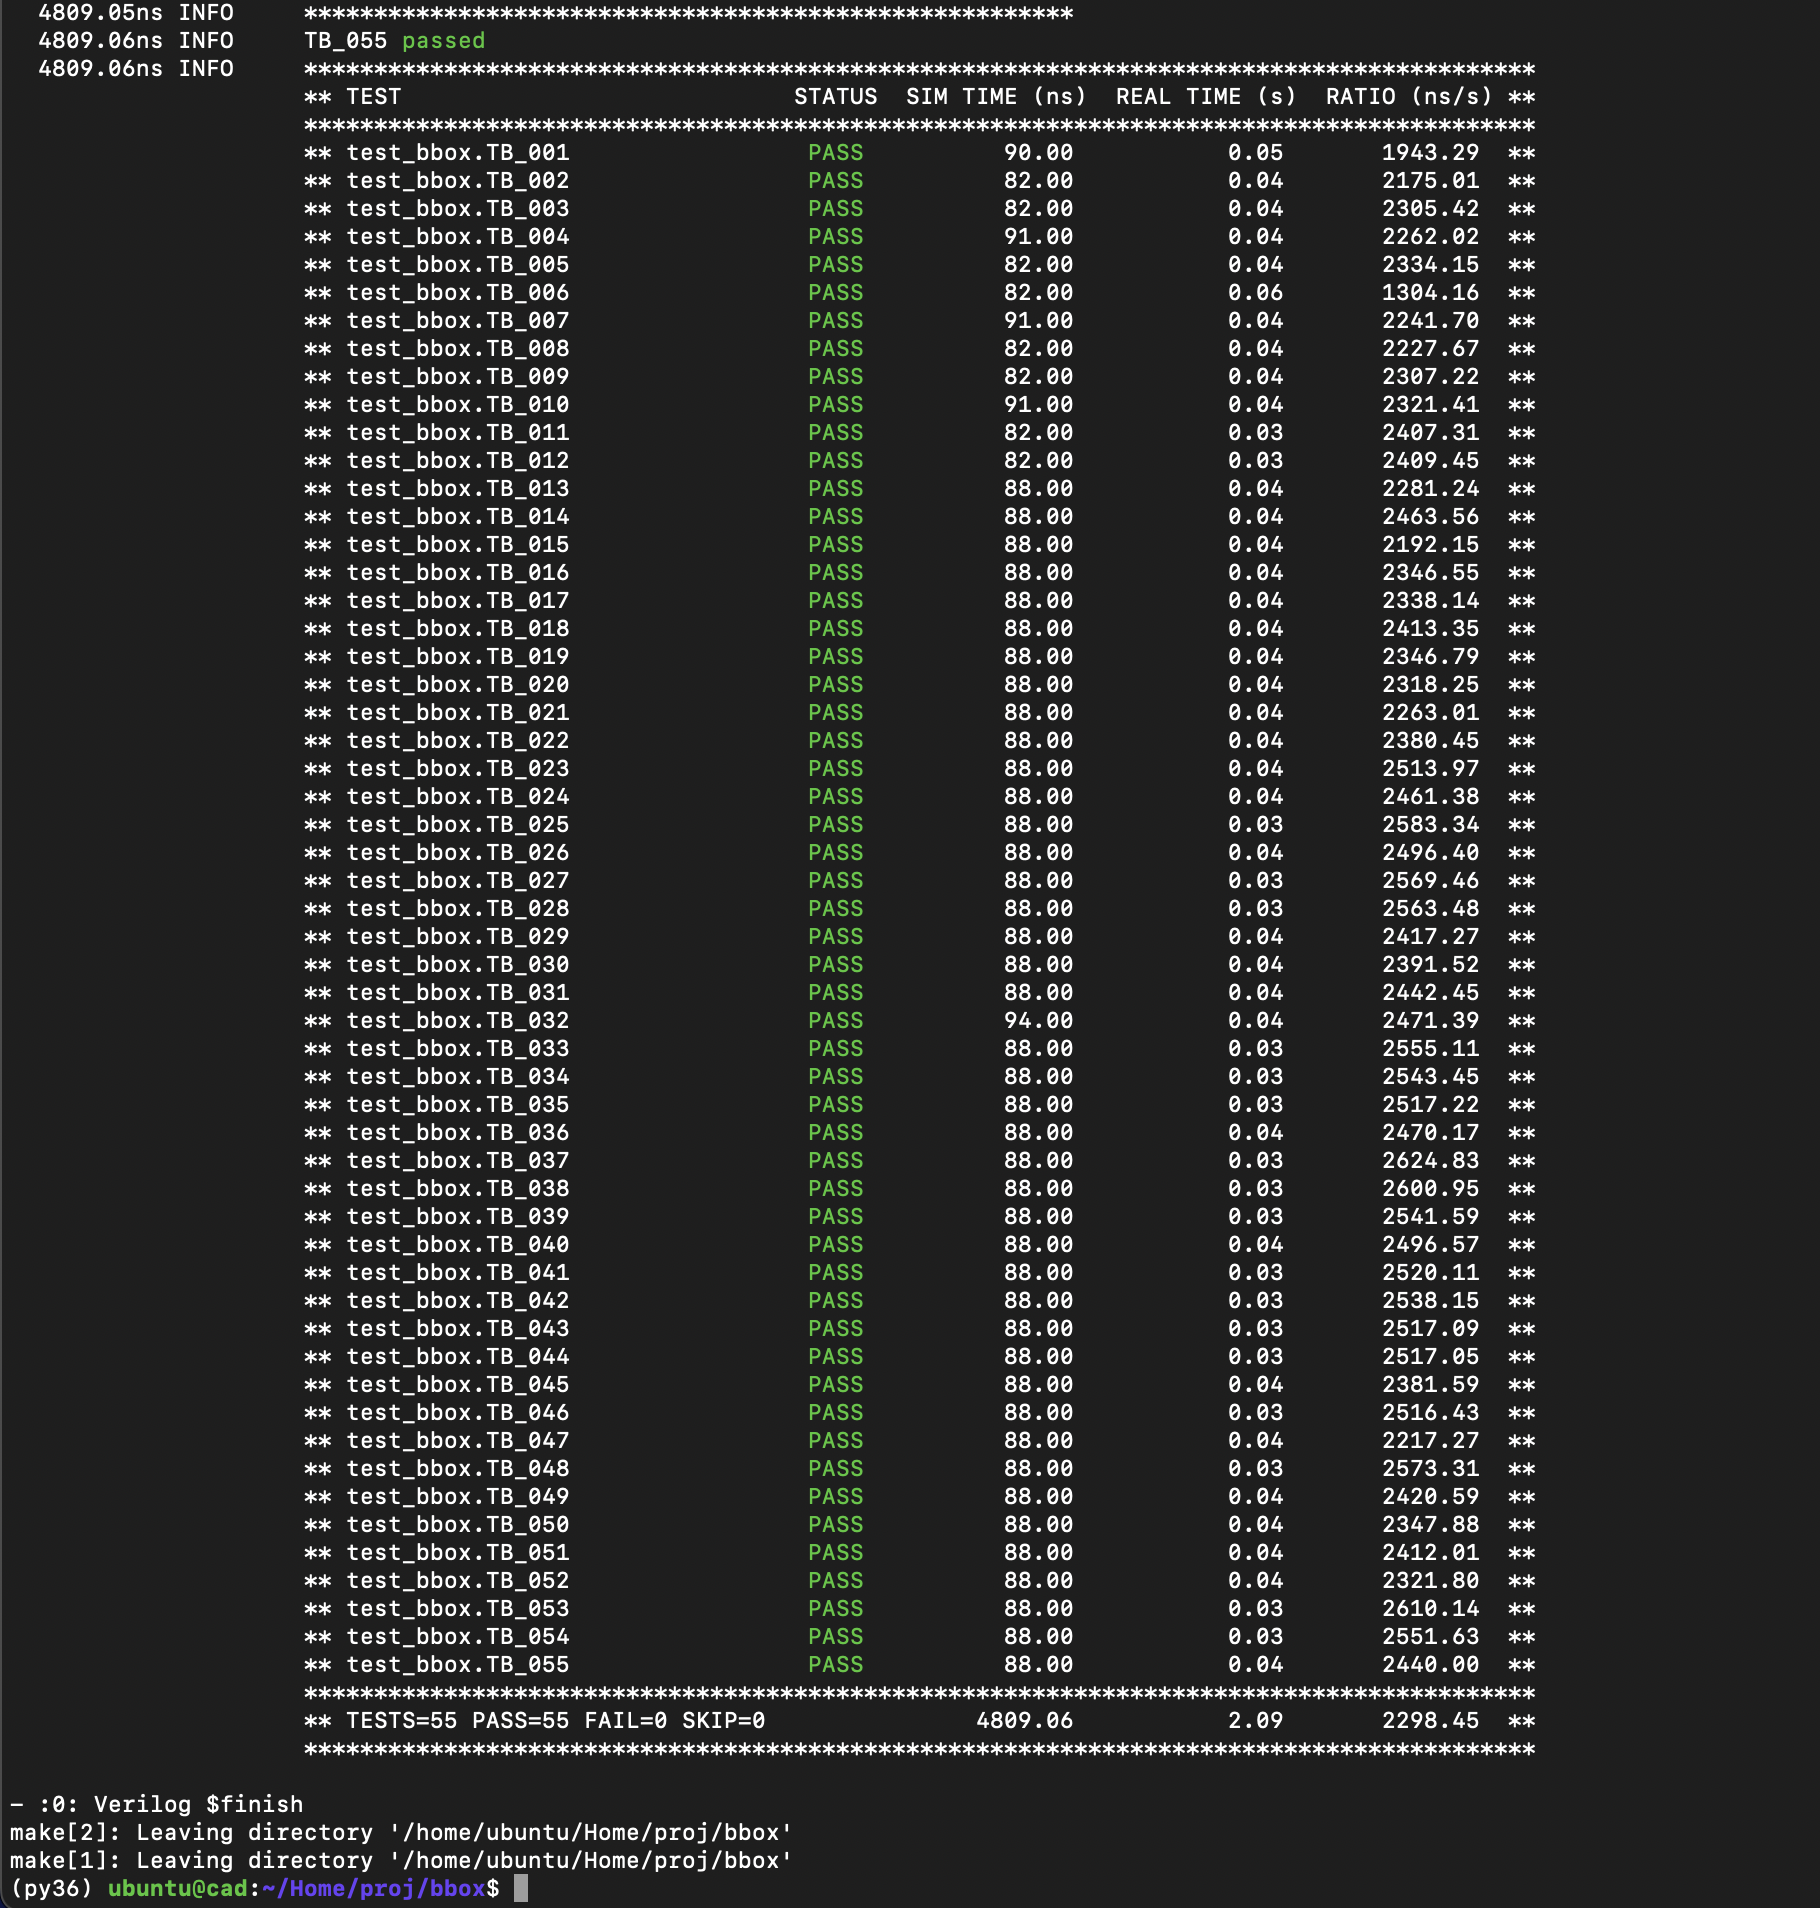 4809.05ns INFO     *******************************************************
4809.06ns INFO     TB_055 passed
4809.06ns INFO     ****************************************************************************************
** TEST                            STATUS  SIM TIME (ns)  REAL TIME (s)  RATIO (ns/s) **
****************************************************************************************
** test_bbox.TB_001                 PASS          90.00           0.05       1943.29  **
** test_bbox.TB_002                 PASS          82.00           0.04       2175.01  **
** test_bbox.TB_003                 PASS          82.00           0.04       2305.42  **
** test_bbox.TB_004                 PASS          91.00           0.04       2262.02  **
** test_bbox.TB_005                 PASS          82.00           0.04       2334.15  **
** test_bbox.TB_006                 PASS          82.00           0.06       1304.16  **
** test_bbox.TB_007                 PASS          91.00           0.04       2241.70  **
** test_bbox.TB_008                 PASS          82.00           0.04       2227.67  **
** test_bbox.TB_009                 PASS          82.00           0.04       2307.22  **
** test_bbox.TB_010                 PASS          91.00           0.04       2321.41  **
** test_bbox.TB_011                 PASS          82.00           0.03       2407.31  **
** test_bbox.TB_012                 PASS          82.00           0.03       2409.45  **
** test_bbox.TB_013                 PASS          88.00           0.04       2281.24  **
** test_bbox.TB_014                 PASS          88.00           0.04       2463.56  **
** test_bbox.TB_015                 PASS          88.00           0.04       2192.15  **
** test_bbox.TB_016                 PASS          88.00           0.04       2346.55  **
** test_bbox.TB_017                 PASS          88.00           0.04       2338.14  **
** test_bbox.TB_018                 PASS          88.00           0.04       2413.35  **
** test_bbox.TB_019                 PASS          88.00           0.04       2346.79  **
** test_bbox.TB_020                 PASS          88.00           0.04       2318.25  **
** test_bbox.TB_021                 PASS          88.00           0.04       2263.01  **
** test_bbox.TB_022                 PASS          88.00           0.04       2380.45  **
** test_bbox.TB_023                 PASS          88.00           0.04       2513.97  **
** test_bbox.TB_024                 PASS          88.00           0.04       2461.38  **
** test_bbox.TB_025                 PASS          88.00           0.03       2583.34  **
** test_bbox.TB_026                 PASS          88.00           0.04       2496.40  **
** test_bbox.TB_027                 PASS          88.00           0.03       2569.46  **
** test_bbox.TB_028                 PASS          88.00           0.03       2563.48  **
** test_bbox.TB_029                 PASS          88.00           0.04       2417.27  **
** test_bbox.TB_030                 PASS          88.00           0.04       2391.52  **
** test_bbox.TB_031                 PASS          88.00           0.04       2442.45  **
** test_bbox.TB_032                 PASS          94.00           0.04       2471.39  **
** test_bbox.TB_033                 PASS          88.00           0.03       2555.11  **
** test_bbox.TB_034                 PASS          88.00           0.03       2543.45  **
** test_bbox.TB_035                 PASS          88.00           0.03       2517.22  **
** test_bbox.TB_036                 PASS          88.00           0.04       2470.17  **
** test_bbox.TB_037                 PASS          88.00           0.03       2624.83  **
** test_bbox.TB_038                 PASS          88.00           0.03       2600.95  **
** test_bbox.TB_039                 PASS          88.00           0.03       2541.59  **
** test_bbox.TB_040                 PASS          88.00           0.04       2496.57  **
** test_bbox.TB_041                 PASS          88.00           0.03       2520.11  **
** test_bbox.TB_042                 PASS          88.00           0.03       2538.15  **
** test_bbox.TB_043                 PASS          88.00           0.03       2517.09  **
** test_bbox.TB_044                 PASS          88.00           0.03       2517.05  **
** test_bbox.TB_045                 PASS          88.00           0.04       2381.59  **
** test_bbox.TB_046                 PASS          88.00           0.03       2516.43  **
** test_bbox.TB_047                 PASS          88.00           0.04       2217.27  **
** test_bbox.TB_048                 PASS          88.00           0.03       2573.31  **
** test_bbox.TB_049                 PASS          88.00           0.04       2420.59  **
** test_bbox.TB_050                 PASS          88.00           0.04       2347.88  **
** test_bbox.TB_051                 PASS          88.00           0.04       2412.01  **
** test_bbox.TB_052                 PASS          88.00           0.04       2321.80  **
** test_bbox.TB_053                 PASS          88.00           0.03       2610.14  **
** test_bbox.TB_054                 PASS          88.00           0.03       2551.63  **
** test_bbox.TB_055                 PASS          88.00           0.04       2440.00  **
****************************************************************************************
** TESTS=55 PASS=55 FAIL=0 SKIP=0               4809.06           2.09       2298.45  **
****************************************************************************************
- :0: Verilog $finish
make[2]: Leaving directory '/home/ubuntu/Home/proj/bbox'
make[1]: Leaving directory '/home/ubuntu/Home/proj/bbox'
(py36) ubuntu@cad:~/Home/proj/bbox$